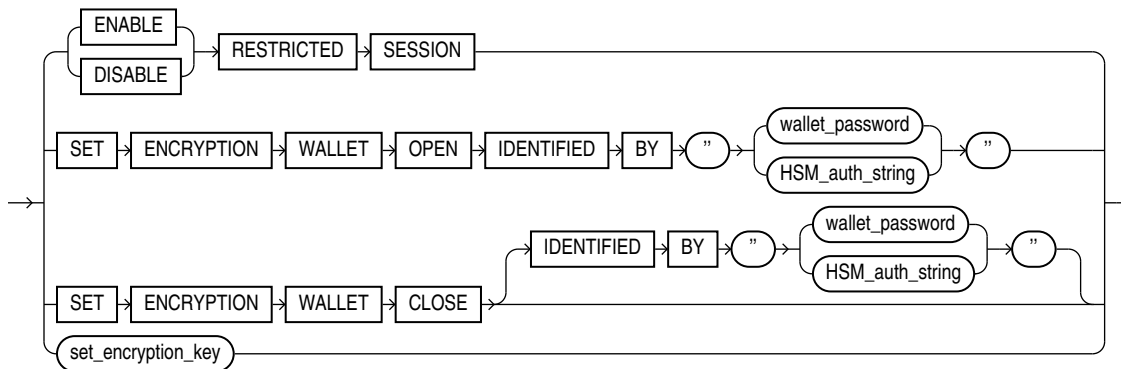 ENABLE
DISABLE
RESTRICTED SESSION
SET ENCRYPTION WALLET OPEN IDENTIFIED BY " wallet_password "
HSM_auth_string
IDENTIFIED BY " wallet_password "
HSM_auth_string
SET ENCRYPTION WALLET CLOSE
set_encryption_key